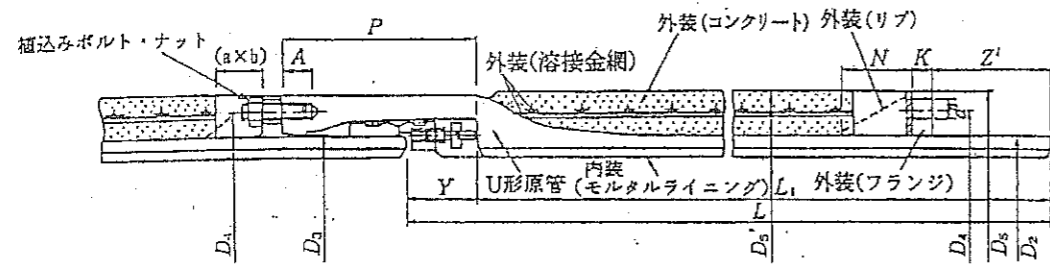 植込みボルト・ナット
(a×b)
A
P
外装(溶接金網)
外装(コンクリート)
外装(リブ)
N
K
Z'
Y
U形原管
内装
(モルタルライニング)
L₁
外装(フランジ)
L
D₄
D₃
D₅'
D₄
D₅
D₂